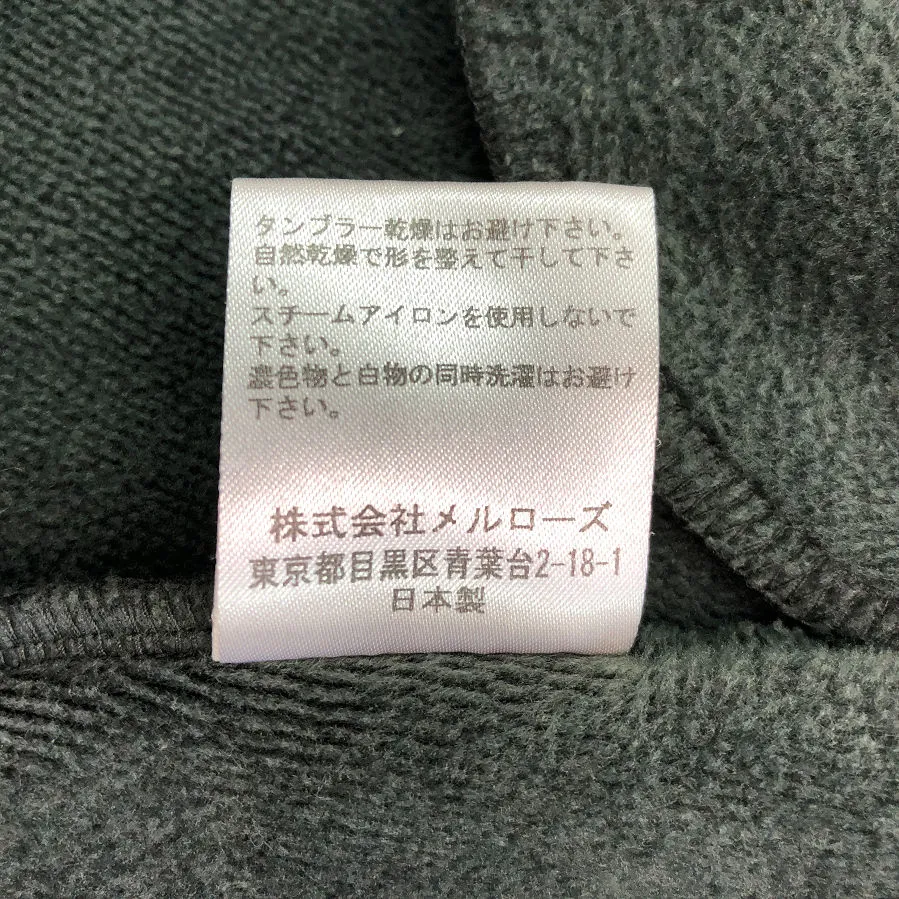 タンブラー乾燥はお避け下さい。
自然乾燥で形を整えて干して下さ
い。
スチームアイロンを使用しないで
下さい。
濃色物と白物の同時洗濯はお避け
下さい。
株式会社メルローズ
東京都目黒区青葉台2-18-1
日本製